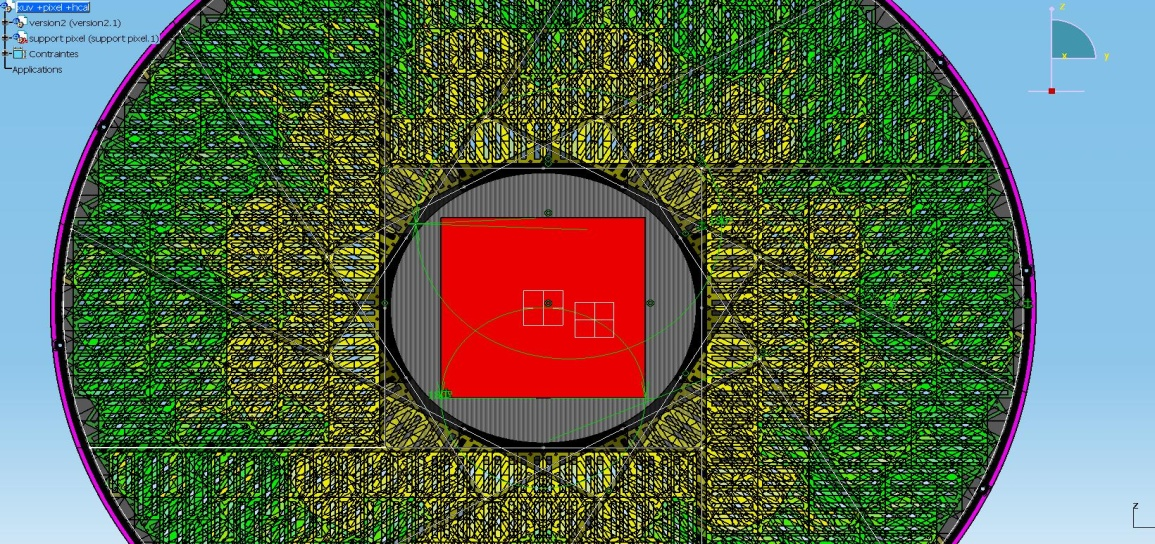 xuv +pixel +hcal
version2 (version2.1)
support pixel (support pixel.1)
Contraintes
Applications
z
x
y
z